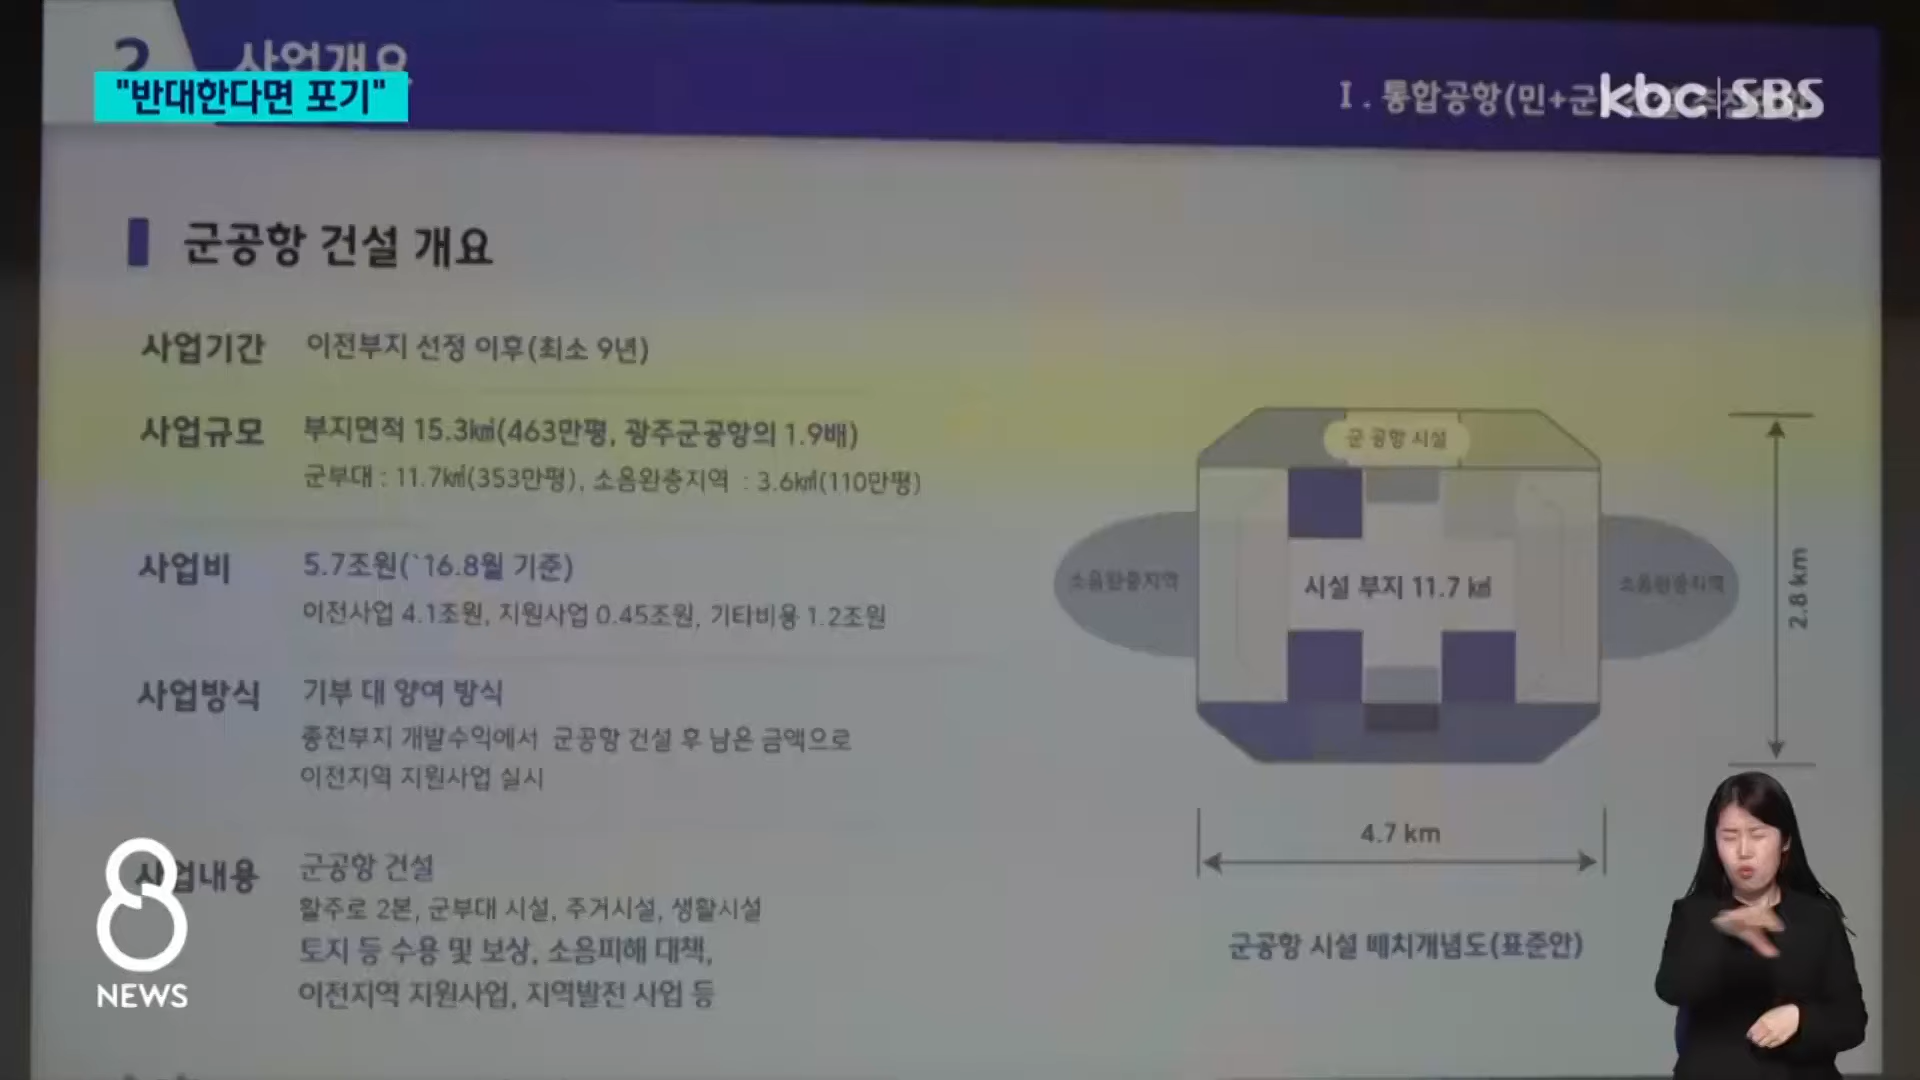 2 사업개요
"반대한다면 포기"
Ⅰ. 통합공항(민+군
kbc SBS
군공항 건설 개요
사업기간 이전부지 선정 이후(최소 9년)
사업규모 부지면적 15.3㎢(463만평, 광주군공항의 1.9배)
군부대 : 11.7㎢(353만평), 소음완충지역 : 3.6㎢(110만평)
사업비 5.7조원(`16.8월 기준)
이전사업 4.1조원, 지원사업 0.45조원, 기타비용 1.2조원
사업방식 기부 대 양여 방식
종전부지 개발수익에서 군공항 건설 후 남은 금액으로
이전지역 지원사업 실시
사업내용 군공항 건설
활주로 2본, 군부대 시설, 주거시설, 생활시설
토지 등 수용 및 보상, 소음피해 대책,
이전지역 지원사업, 지역발전 사업 등
군 공항 시설
소음완충지역
시설 부지 11.7 ㎢
소음완충지역
2.8 km
4.7 km
군공항 시설 배치개념도(표준안)
8
NEWS